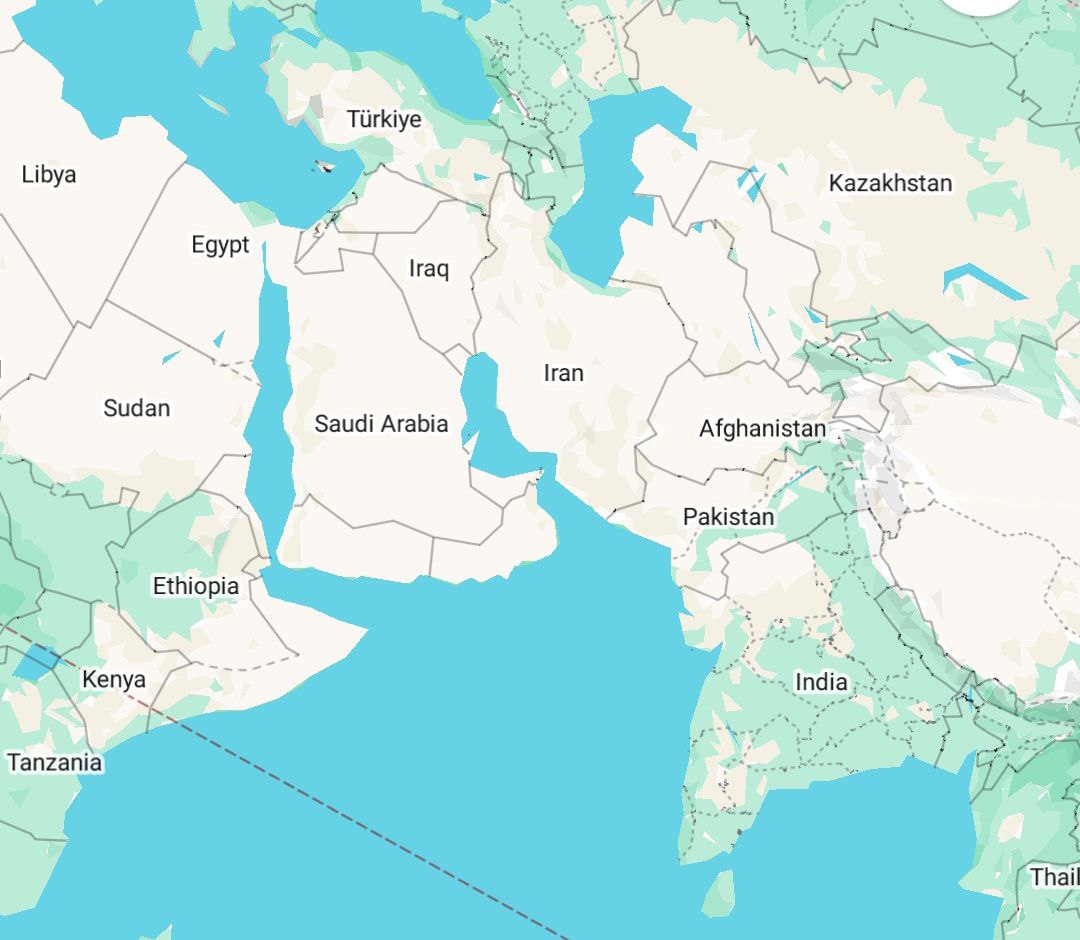 Türkiye
Libya
Kazakhstan
Egypt
Iraq
Iran
Sudan
Saudi Arabia
Afghanistan
Pakistan
Ethiopia
Kenya
India
Tanzania
Thail